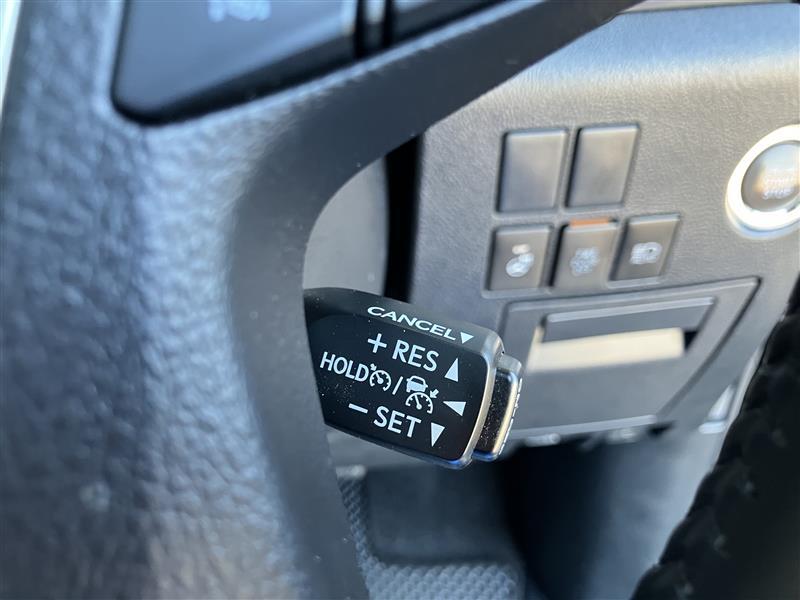 CANCEL▼
+ RES ▲
HOLD /
− SET ▼